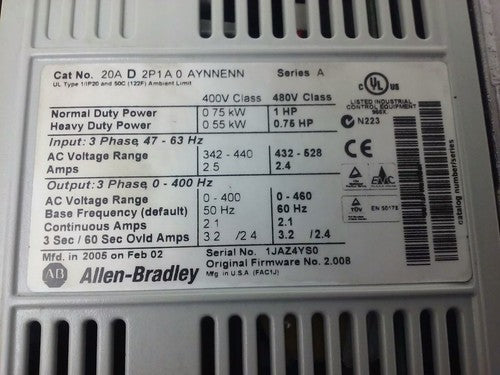 Cat No. 20A D 2P1A 0 AYNNENN Series A
UL Type 1/IP20 and 50C (122F) Ambient Limit
400V Class 480V Class
Normal Duty Power 0.75 kW 1 HP
Heavy Duty Power 0.55 kW 0.75 HP
Input: 3 Phase, 47 - 63 Hz
AC Voltage Range 342 - 440 432 - 528
Amps 2.5 2.4
Output: 3 Phase, 0 - 400 Hz
AC Voltage Range 0 - 400 0 - 460
Base Frequency (default) 50 Hz 60 Hz
Continuous Amps 2.1 2.1
3 Sec / 60 Sec Ovld Amps 3.2 / 2.4 3.2 / 2.4
Mfd. in 2005 on Feb 02 Serial No. 1JAZ4YS0
Original Firmware No. 2.008
AB Allen-Bradley Mfg in U.S.A (FAC1J)
C UL US
LISTED INDUSTRIAL
CONTROL EQUIPMENT
966X
N223
CE
EMC
TÜV EN 50178
catalog number/series